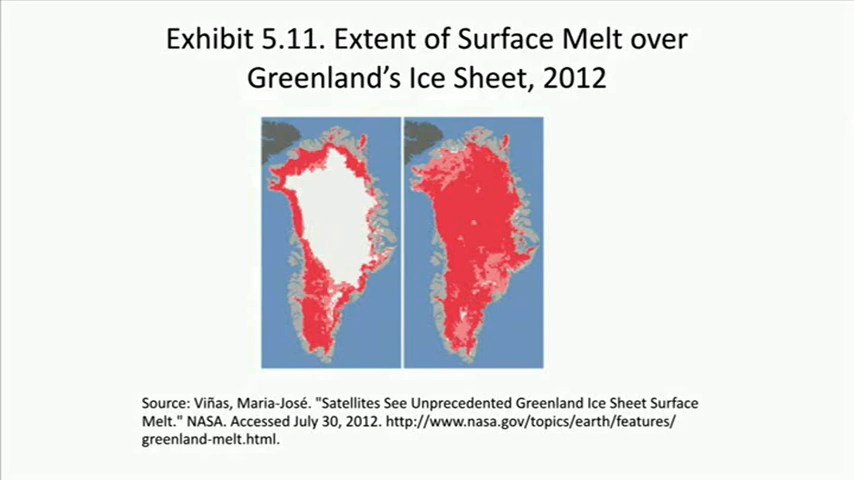 Exhibit 5.11. Extent of Surface Melt over
Greenland’s Ice Sheet, 2012
Source: Viñas, Maria-José. "Satellites See Unprecedented Greenland Ice Sheet Surface
Melt." NASA. Accessed July 30, 2012. http://www.nasa.gov/topics/earth/features/
greenland-melt.html.